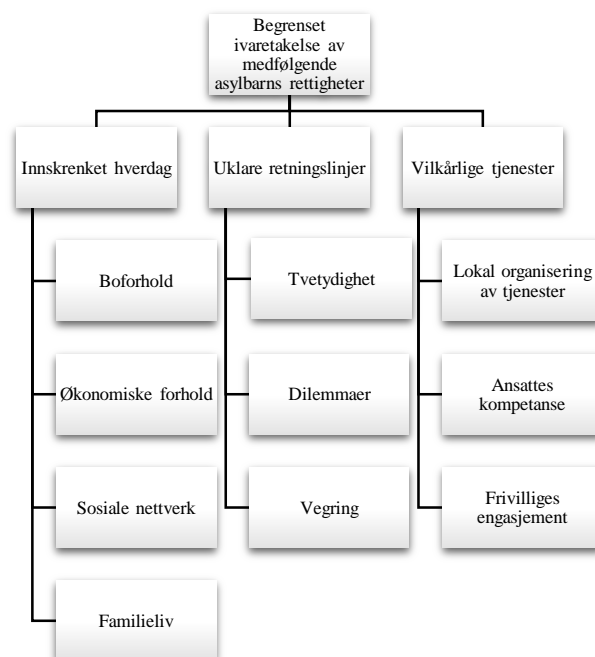 Begrenset
ivaretakelse av
medfølgende
asylbarns rettigheter
Innskrenket hverdag
Boforhold
Økonomiske forhold
Sosiale nettverk
Familieliv
Uklare retningslinjer
Tvetydighet
Dilemmaer
Vegring
Vilkårlige tjenester
Lokal organisering
av tjenester
Ansattes
kompetanse
Frivilliges
engasjement